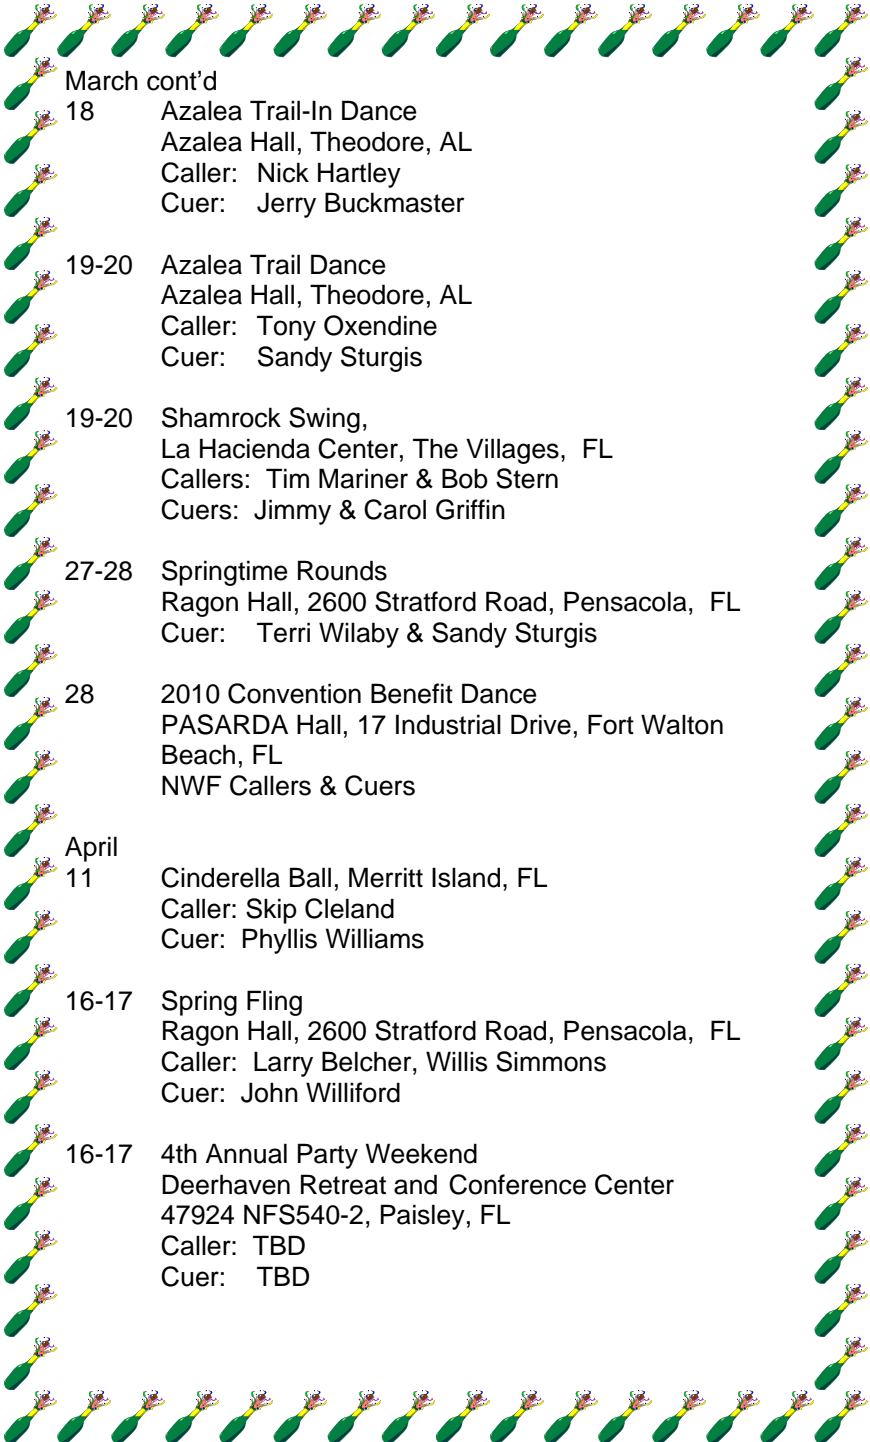 March cont’d
18 Azalea Trail-In Dance
Azalea Hall, Theodore, AL
Caller: Nick Hartley
Cuer: Jerry Buckmaster
19-20 Azalea Trail Dance
Azalea Hall, Theodore, AL
Caller: Tony Oxendine
Cuer: Sandy Sturgis
19-20 Shamrock Swing,
La Hacienda Center, The Villages, FL
Callers: Tim Mariner & Bob Stern
Cuers: Jimmy & Carol Griffin
27-28 Springtime Rounds
Ragon Hall, 2600 Stratford Road, Pensacola, FL
Cuer: Terri Wilaby & Sandy Sturgis
28 2010 Convention Benefit Dance
PASARDA Hall, 17 Industrial Drive, Fort Walton
Beach, FL
NWF Callers & Cuers
April
11 Cinderella Ball, Merritt Island, FL
Caller: Skip Cleland
Cuer: Phyllis Williams
16-17 Spring Fling
Ragon Hall, 2600 Stratford Road, Pensacola, FL
Caller: Larry Belcher, Willis Simmons
Cuer: John Williford
16-17 4th Annual Party Weekend
Deerhaven Retreat and Conference Center
47924 NFS540-2, Paisley, FL
Caller: TBD
Cuer: TBD